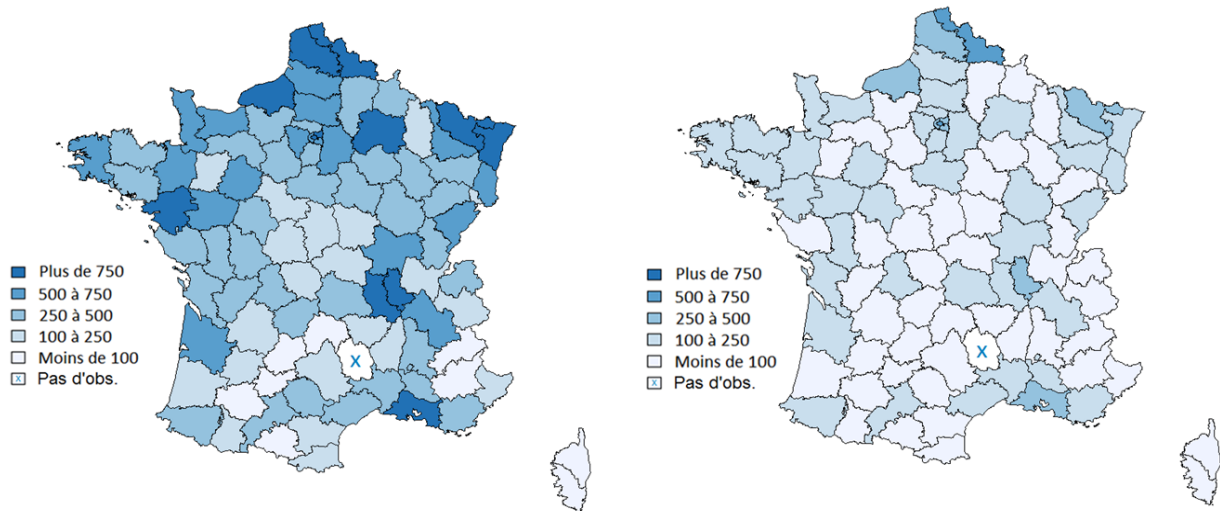 Plus de 750
500 à 750
250 à 500
100 à 250
Moins de 100
x Pas d'obs.
X
Plus de 750
500 à 750
250 à 500
100 à 250
Moins de 100
x Pas d'obs.
X